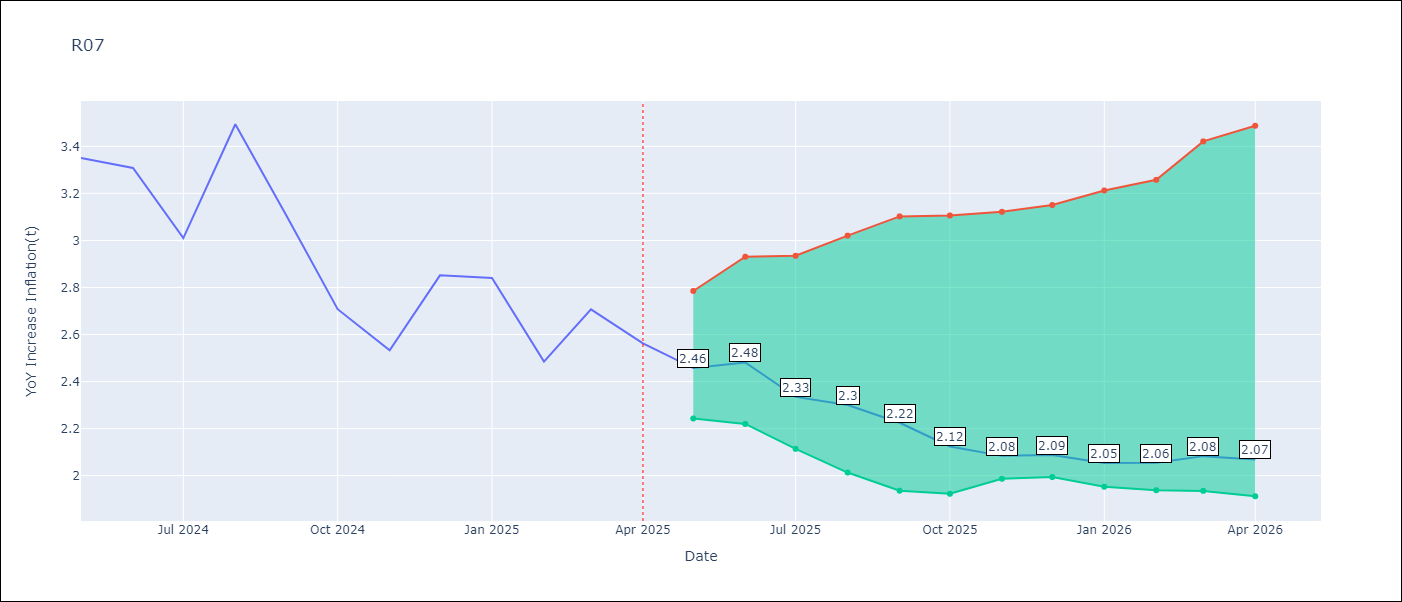 R07
YoY Increase Inflation(t)
3.4
3.2
3
2.8
2.6
2.4
2.2
2
2.46
2.48
2.33
2.3
2.22
2.12
2.08
2.09
2.05
2.06
2.08
2.07
Jul 2024
Oct 2024
Jan 2025
Apr 2025
Jul 2025
Oct 2025
Jan 2026
Apr 2026
Date